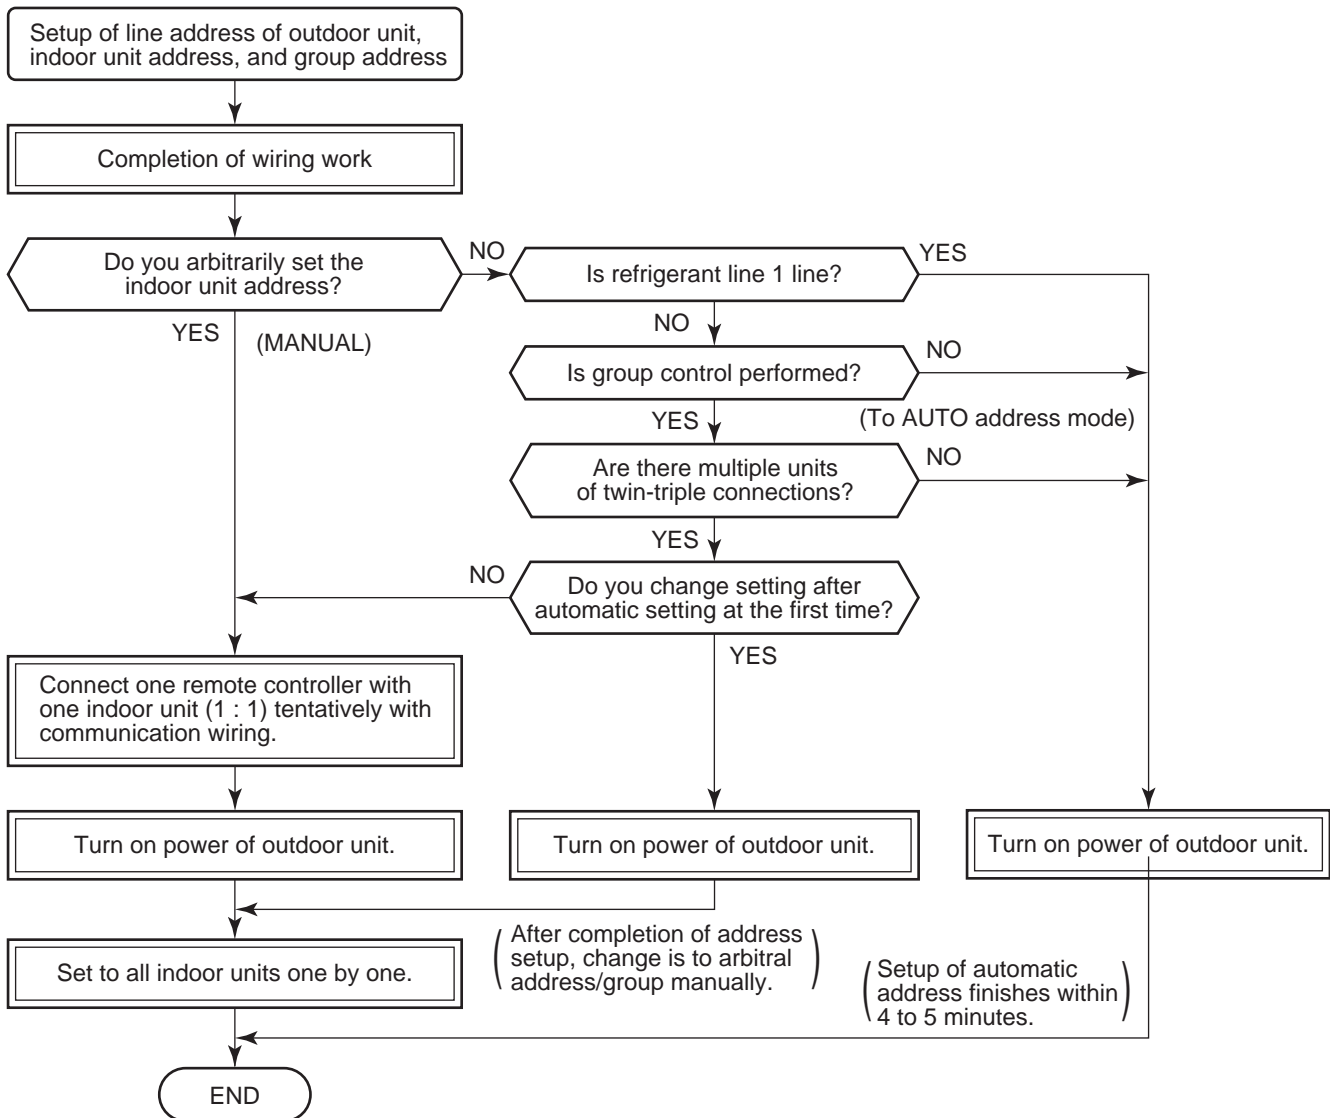 Setup of line address of outdoor unit,
indoor unit address, and group address
Completion of wiring work
Do you arbitrarily set the
indoor unit address?
NO
Is refrigerant line 1 line?
YES
YES
(MANUAL)
NO
Is group control performed?
NO
YES
(To AUTO address mode)
Are there multiple units
of twin-triple connections?
NO
YES
NO
Do you change setting after
automatic setting at the first time?
YES
Connect one remote controller with
one indoor unit (1 : 1) tentatively with
communication wiring.
Turn on power of outdoor unit.
Turn on power of outdoor unit.
Turn on power of outdoor unit.
(After completion of address
setup, change is to arbitral
address/group manually.)
Set to all indoor units one by one.
(Setup of automatic
address finishes within
4 to 5 minutes.)
END